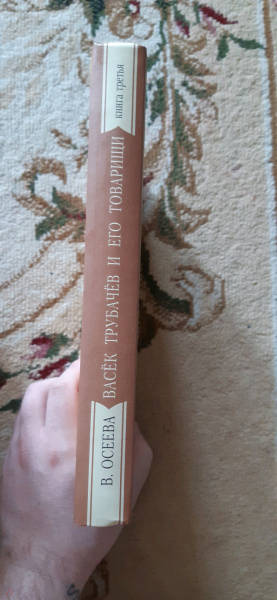 В. ОСЕЕВА
ВАСЁК ТРУБАЧЁВ И ЕГО ТОВАРИЩИ
книга третья